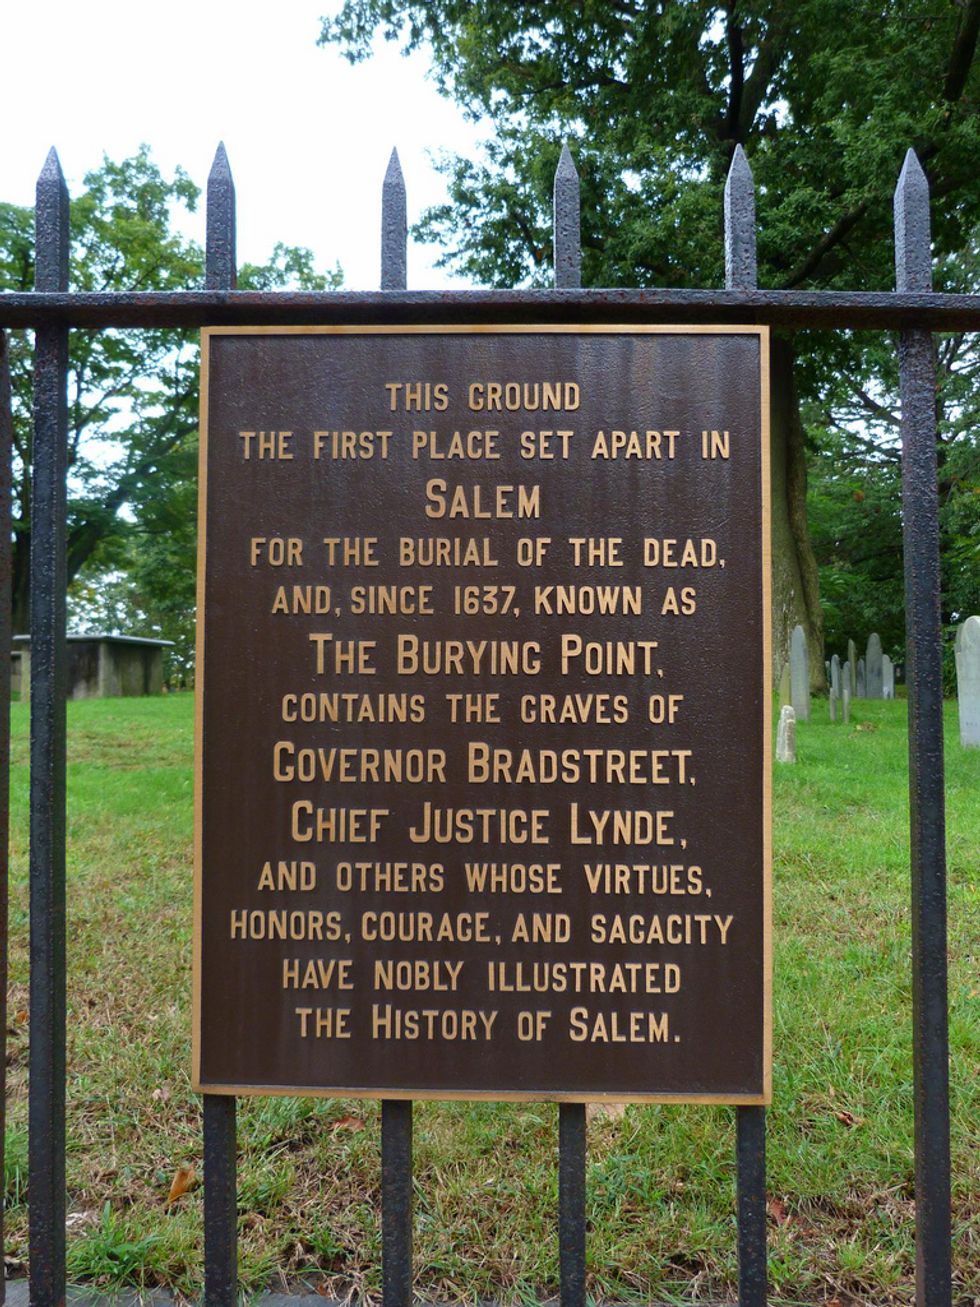 THIS GROUND
THE FIRST PLACE SET APART IN
SALEM
FOR THE BURIAL OF THE DEAD,
AND, SINCE 1637, KNOWN AS
THE BURYING POINT,
CONTAINS THE GRAVES OF
GOVERNOR BRADSTREET,
CHIEF JUSTICE LYNDE,
AND OTHERS WHOSE VIRTUES,
HONORS, COURAGE, AND SAGACITY
HAVE NOBLY ILLUSTRATED
THE HISTORY OF SALEM.